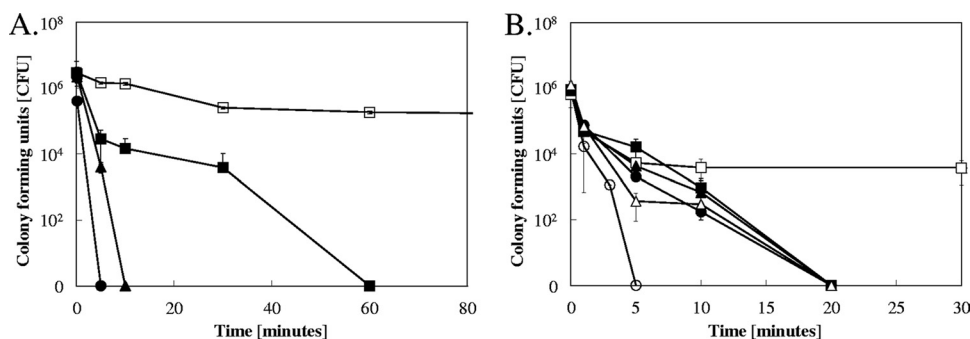 A.
Colony forming units [CFU]
10⁸
10⁶
10⁴
10²
0
0 20 40 60 80
Time [minutes]
B.
Colony forming units [CFU]
10⁸
10⁶
10⁴
10²
0
0 5 10 15 20 25 30
Time [minutes]